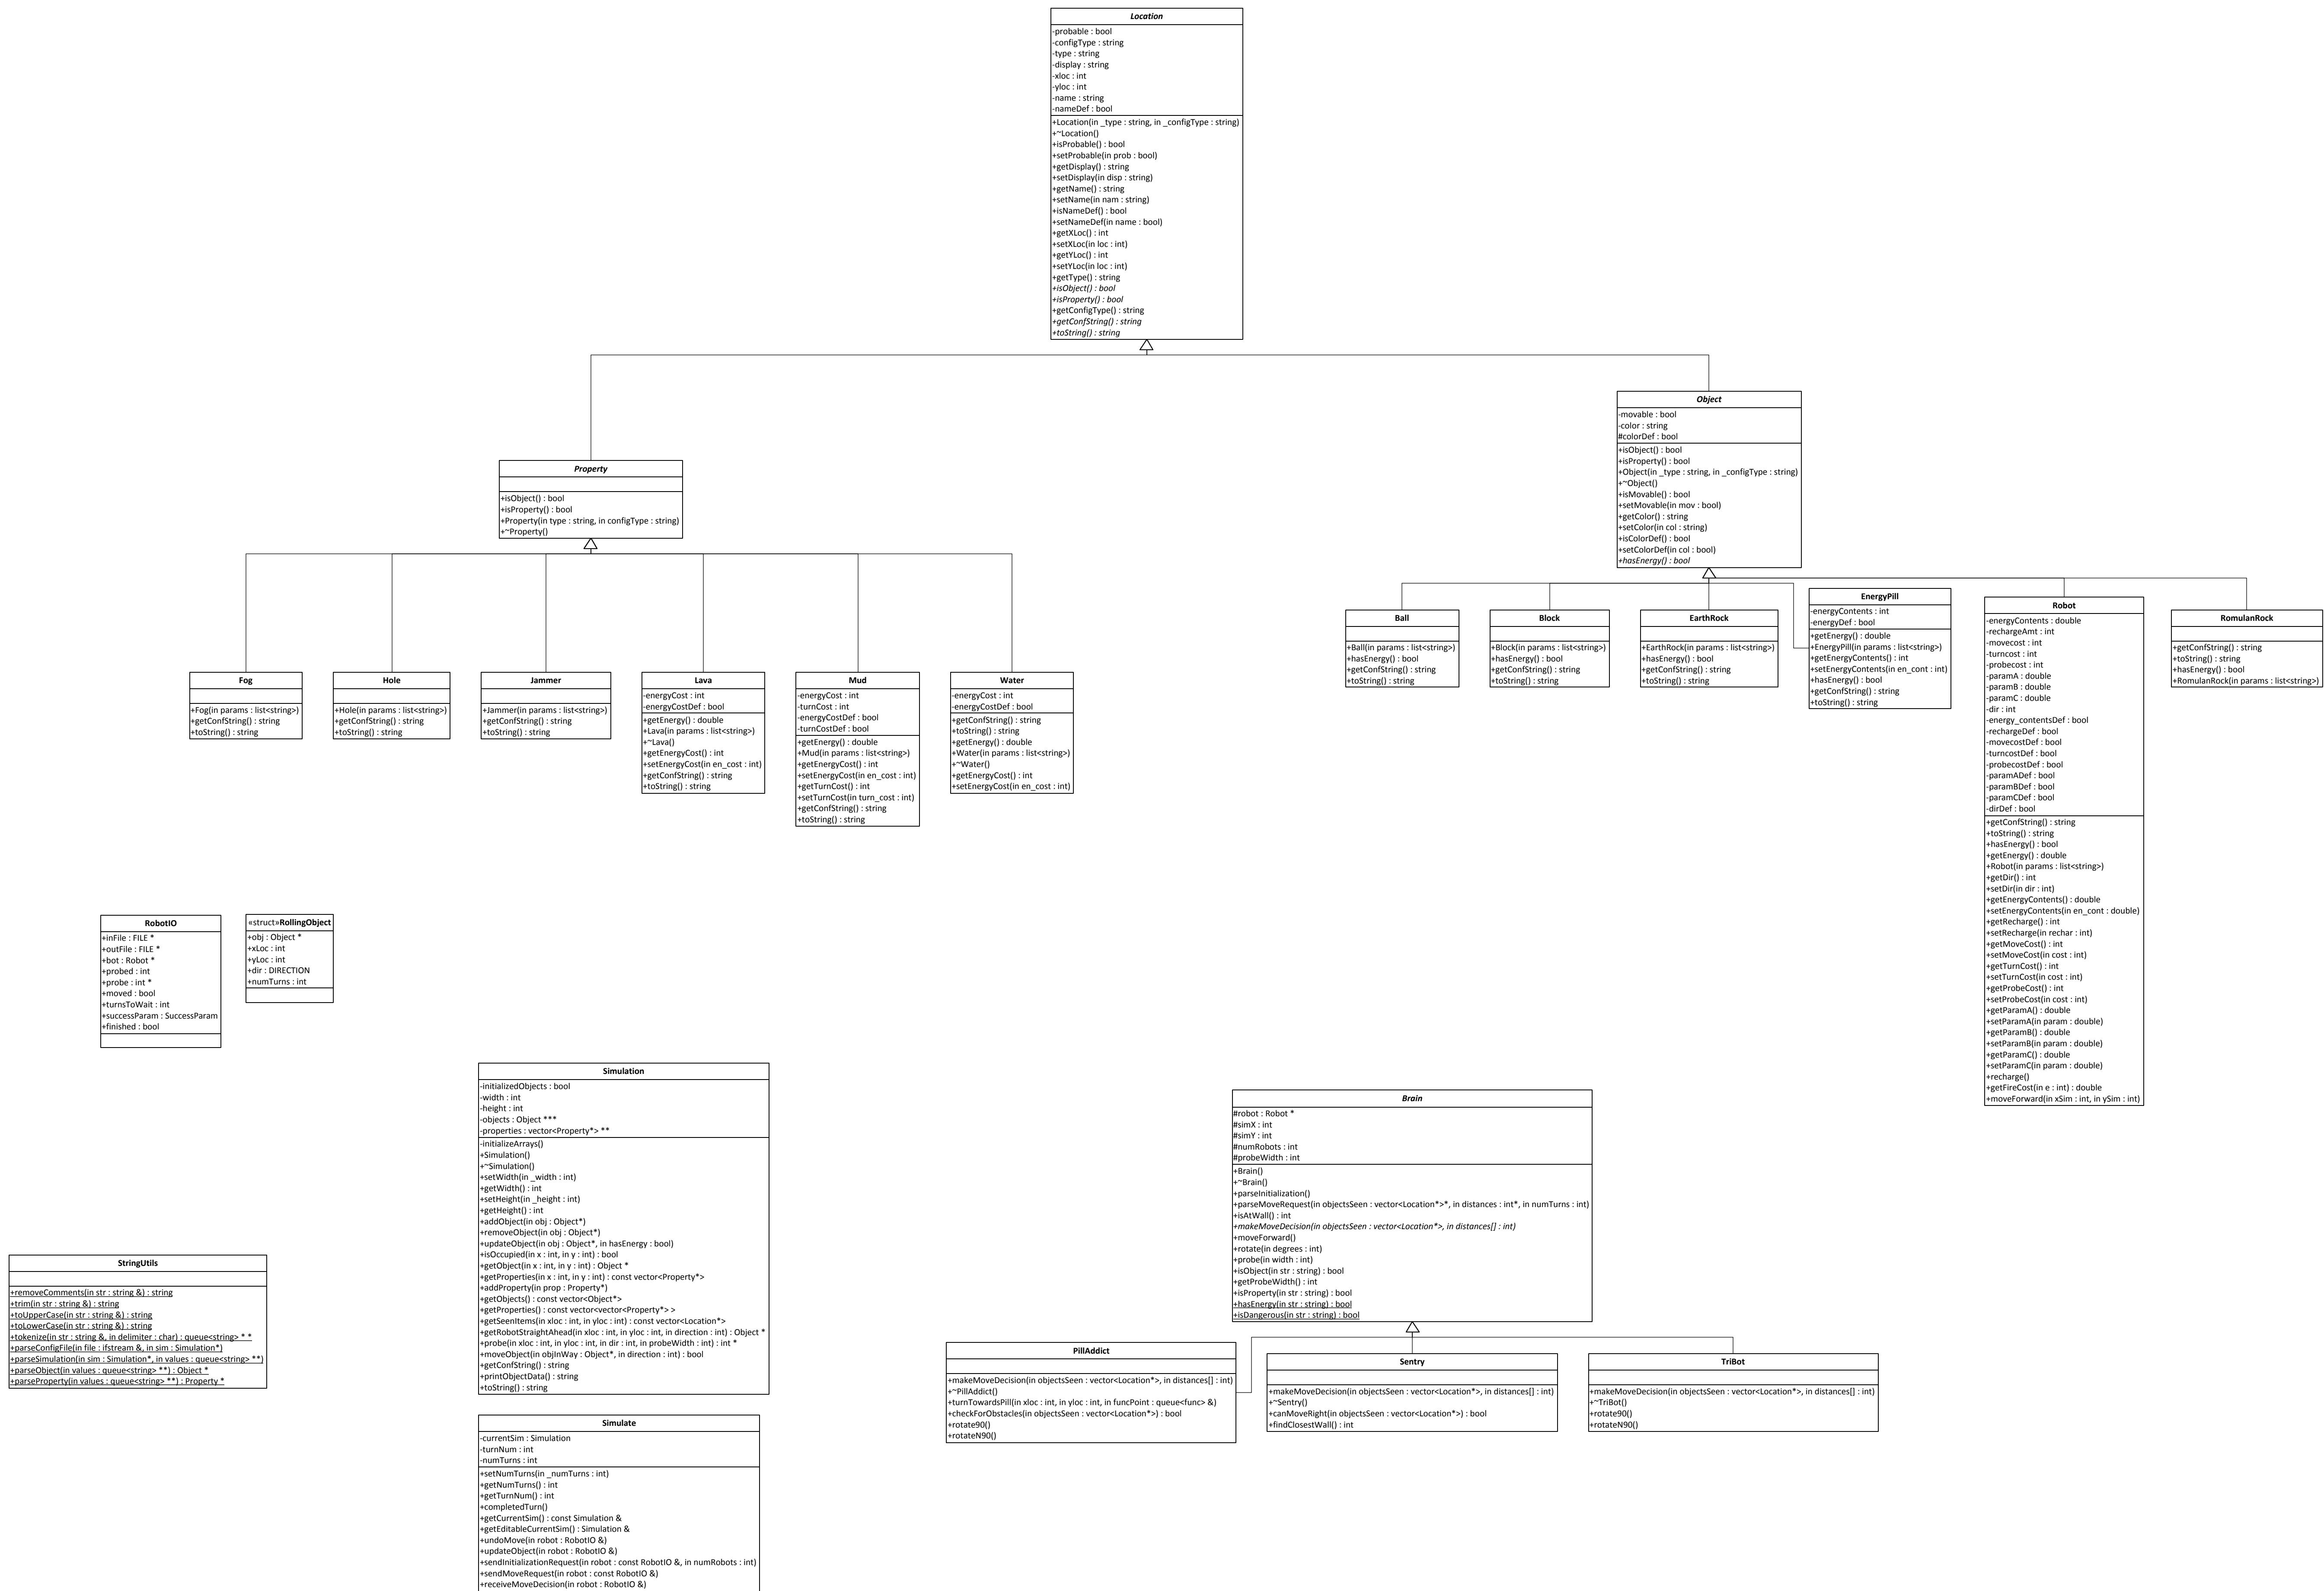 Location
-probable : bool
-configType : string
-type : string
-display : string
-xloc : int
-yloc : int
-name : string
-nameDef : bool
+Location(in _type : string, in _configType : string)
+~Location()
+isProbable() : bool
+setProbable(in prob : bool)
+getDisplay() : string
+setDisplay(in disp : string)
+getName() : string
+setName(in nam : string)
+isNameDef() : bool
+setNameDef(in name : bool)
+getXLoc() : int
+setXLoc(in loc : int)
+getYLoc() : int
+setYLoc(in loc : int)
+getType() : string
+isObject() : bool
+isProperty() : bool
+getConfigType() : string
+getConfString() : string
+toString() : string
Property
+isObject() : bool
+isProperty() : bool
+Property(in type : string, in configType : string)
+~Property()
Object
-movable : bool
-color : string
#colorDef : bool
+isObject() : bool
+isProperty() : bool
+Object(in _type : string, in _configType : string)
+~Object()
+isMovable() : bool
+setMovable(in mov : bool)
+getColor() : string
+setColor(in col : string)
+isColorDef() : bool
+setColorDef(in col : bool)
+hasEnergy() : bool
Fog
+Fog(in params : list<string>)
+getConfString() : string
+toString() : string
Hole
+Hole(in params : list<string>)
+getConfString() : string
+toString() : string
Jammer
+Jammer(in params : list<string>)
+getConfString() : string
+toString() : string
Lava
-energyCost : int
-energyCostDef : bool
+getEnergy() : double
+Lava(in params : list<string>)
+~Lava()
+getEnergyCost() : int
+setEnergyCost(in en_cost : int)
+getConfString() : string
+toString() : string
Mud
-energyCost : int
-turnCost : int
-energyCostDef : bool
-turnCostDef : bool
+getEnergy() : double
+Mud(in params : list<string>)
+getEnergyCost() : int
+setEnergyCost(in en_cost : int)
+getTurnCost() : int
+setTurnCost(in turn_cost : int)
+getConfString() : string
+toString() : string
Water
-energyCost : int
-energyCostDef : bool
+getConfString() : string
+toString() : string
+getEnergy() : double
+Water(in params : list<string>)
+~Water()
+getEnergyCost() : int
+setEnergyCost(in en_cost : int)
Ball
+Ball(in params : list<string>)
+hasEnergy() : bool
+getConfString() : string
+toString() : string
Block
+Block(in params : list<string>)
+hasEnergy() : bool
+getConfString() : string
+toString() : string
EarthRock
+EarthRock(in params : list<string>)
+hasEnergy() : bool
+getConfString() : string
+toString() : string
EnergyPill
-energyContents : int
-energyDef : bool
+getEnergy() : double
+EnergyPill(in params : list<string>)
+getEnergyContents() : int
+setEnergyContents(in en_cont : int)
+hasEnergy() : bool
+getConfString() : string
+toString() : string
Robot
-energyContents : double
-rechargeAmt : int
-movecost : int
-turncost : int
-probecost : int
-paramA : double
-paramB : double
-paramC : double
-dir : int
-energy_contentsDef : bool
-rechargeDef : bool
-movecostDef : bool
-turncostDef : bool
-probecostDef : bool
-paramADef : bool
-paramBDef : bool
-paramCDef : bool
-dirDef : bool
+getConfString() : string
+toString() : string
+hasEnergy() : bool
+getEnergy() : double
+Robot(in params : list<string>)
+getDir() : int
+setDir(in dir : int)
+getEnergyContents() : double
+setEnergyContents(in en_cont : double)
+getRecharge() : int
+setRecharge(in rechar : int)
+getMoveCost() : int
+setMoveCost(in cost : int)
+getTurnCost() : int
+setTurnCost(in cost : int)
+getProbeCost() : int
+setProbeCost(in cost : int)
+getParamA() : double
+setParamA(in param : double)
+getParamB() : double
+setParamB(in param : double)
+getParamC() : double
+setParamC(in param : double)
+recharge()
+getFireCost(in e : int) : double
+moveForward(in xSim : int, in ySim : int)
RomulanRock
+getConfString() : string
+toString() : string
+hasEnergy() : bool
+RomulanRock(in params : list<string>)
RobotIO
+inFile : FILE *
+outFile : FILE *
+bot : Robot *
+probed : int
+probe : int *
+moved : bool
+turnsToWait : int
+successParam : SuccessParam
+finished : bool
«struct»RollingObject
+obj : Object *
+xLoc : int
+yLoc : int
+dir : DIRECTION
+numTurns : int
Simulation
-initializedObjects : bool
-width : int
-height : int
-objects : Object ***
-properties : vector<Property*> **
-initializeArrays()
+Simulation()
+~Simulation()
+setWidth(in _width : int)
+getWidth() : int
+setHeight(in _height : int)
+getHeight() : int
+addObject(in obj : Object*)
+removeObject(in obj : Object*)
+updateObject(in obj : Object*, in hasEnergy : bool)
+isOccupied(in x : int, in y : int) : bool
+getObject(in x : int, in y : int) : Object *
+getProperties(in x : int, in y : int) : const vector<Property*>
+addProperty(in prop : Property*)
+getObjects() : const vector<Object*>
+getProperties() : const vector<vector<Property*> >
+getSeenItems(in xloc : int, in yloc : int) : const vector<Location*>
+getRobotStraightAhead(in xloc : int, in yloc : int, in direction : int) : Object *
+probe(in xloc : int, in yloc : int, in dir : int, in probeWidth : int) : int *
+moveObject(in objInWay : Object*, in direction : int) : bool
+getConfString() : string
+printObjectData() : string
+toString() : string
Brain
#robot : Robot *
#simX : int
#simY : int
#numRobots : int
#probeWidth : int
+Brain()
+~Brain()
+parseInitialization()
+parseMoveRequest(in objectsSeen : vector<Location*>*, in distances : int*, in numTurns : int)
+isAtWall() : int
+makeMoveDecision(in objectsSeen : vector<Location*>, in distances[] : int)
+moveForward()
+rotate(in degrees : int)
+probe(in width : int)
+isObject(in str : string) : bool
+getProbeWidth() : int
+isProperty(in str : string) : bool
+hasEnergy(in str : string) : bool
+isDangerous(in str : string) : bool
StringUtils
+removeComments(in str : string &) : string
+trim(in str : string &) : string
+toUpperCase(in str : string &) : string
+toLowerCase(in str : string &) : string
+tokenize(in str : string &, in delimiter : char) : queue<string> * *
+parseConfigFile(in file : ifstream &, in sim : Simulation*)
+parseSimulation(in sim : Simulation*, in values : queue<string> **)
+parseObject(in values : queue<string> **) : Object *
+parseProperty(in values : queue<string> **) : Property *
PillAddict
+makeMoveDecision(in objectsSeen : vector<Location*>, in distances[] : int)
+~PillAddict()
+turnTowardsPill(in xloc : int, in yloc : int, in funcPoint : queue<func> &)
+checkForObstacles(in objectsSeen : vector<Location*>) : bool
+rotate90()
+rotateN90()
Sentry
+makeMoveDecision(in objectsSeen : vector<Location*>, in distances[] : int)
+~Sentry()
+canMoveRight(in objectsSeen : vector<Location*>) : bool
+findClosestWall() : int
TriBot
+makeMoveDecision(in objectsSeen : vector<Location*>, in distances[] : int)
+~TriBot()
+rotate90()
+rotateN90()
Simulate
-currentSim : Simulation
-turnNum : int
-numTurns : int
+setNumTurns(in _numTurns : int)
+getNumTurns() : int
+getTurnNum() : int
+completedTurn()
+getCurrentSim() : const Simulation &
+getEditableCurrentSim() : Simulation &
+undoMove(in robot : RobotIO &)
+updateObject(in robot : RobotIO &)
+sendInitializationRequest(in robot : const RobotIO &, in numRobots : int)
+sendMoveRequest(in robot : const RobotIO &)
+receiveMoveDecision(in robot : RobotIO &)